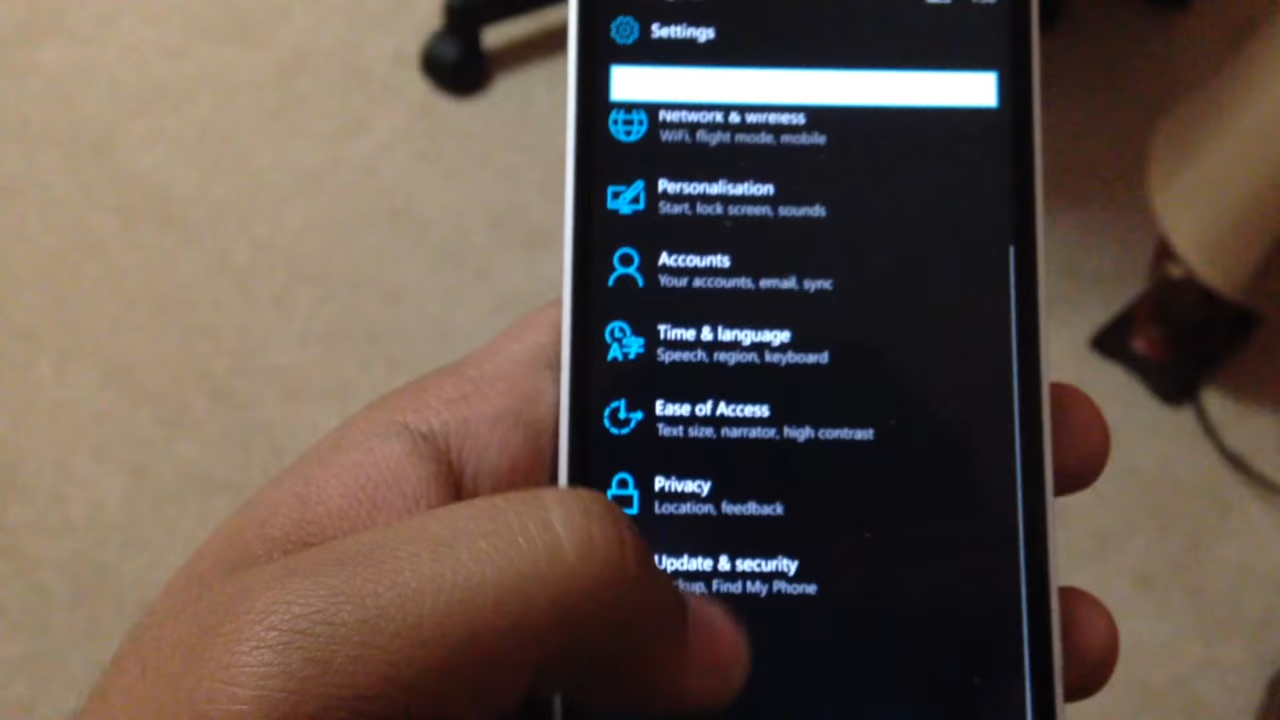 Settings
Network & wireless
WiFi, flight mode, mobile
Personalisation
Start, lock screen, sounds
Accounts
Your accounts, email, sync
Time & language
Speech, region, keyboard
Ease of Access
Text size, narrator, high contrast
Privacy
Location, feedback
Update & security
Find My Phone